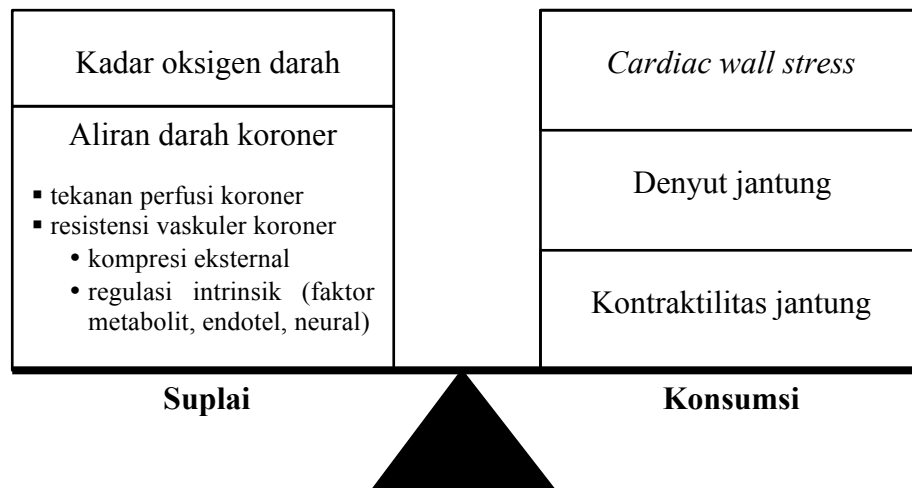 Kadar oksigen darah
Aliran darah koroner
▪ tekanan perfusi koroner
▪ resistensi vaskuler koroner
• kompresi eksternal
• regulasi intrinsik (faktor
metabolit, endotel, neural)
Suplai
Cardiac wall stress
Denyut jantung
Kontraktilitas jantung
Konsumsi